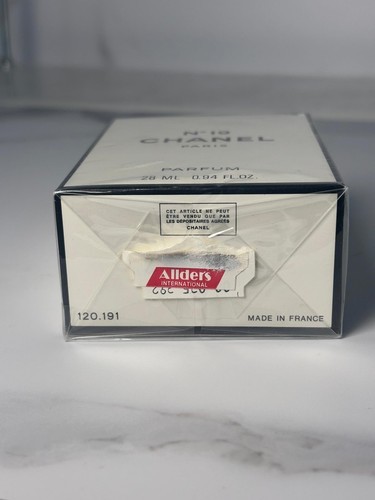 N°19
CHANEL
PARIS
PARFUM
28 ML 0.94 FL.OZ.
CET ARTICLE NE PEUT
ÊTRE VENDU QUE PAR
LES DÉPOSITAIRES AGRÉÉS
CHANEL
Allders
INTERNATIONAL
120.191
MADE IN FRANCE